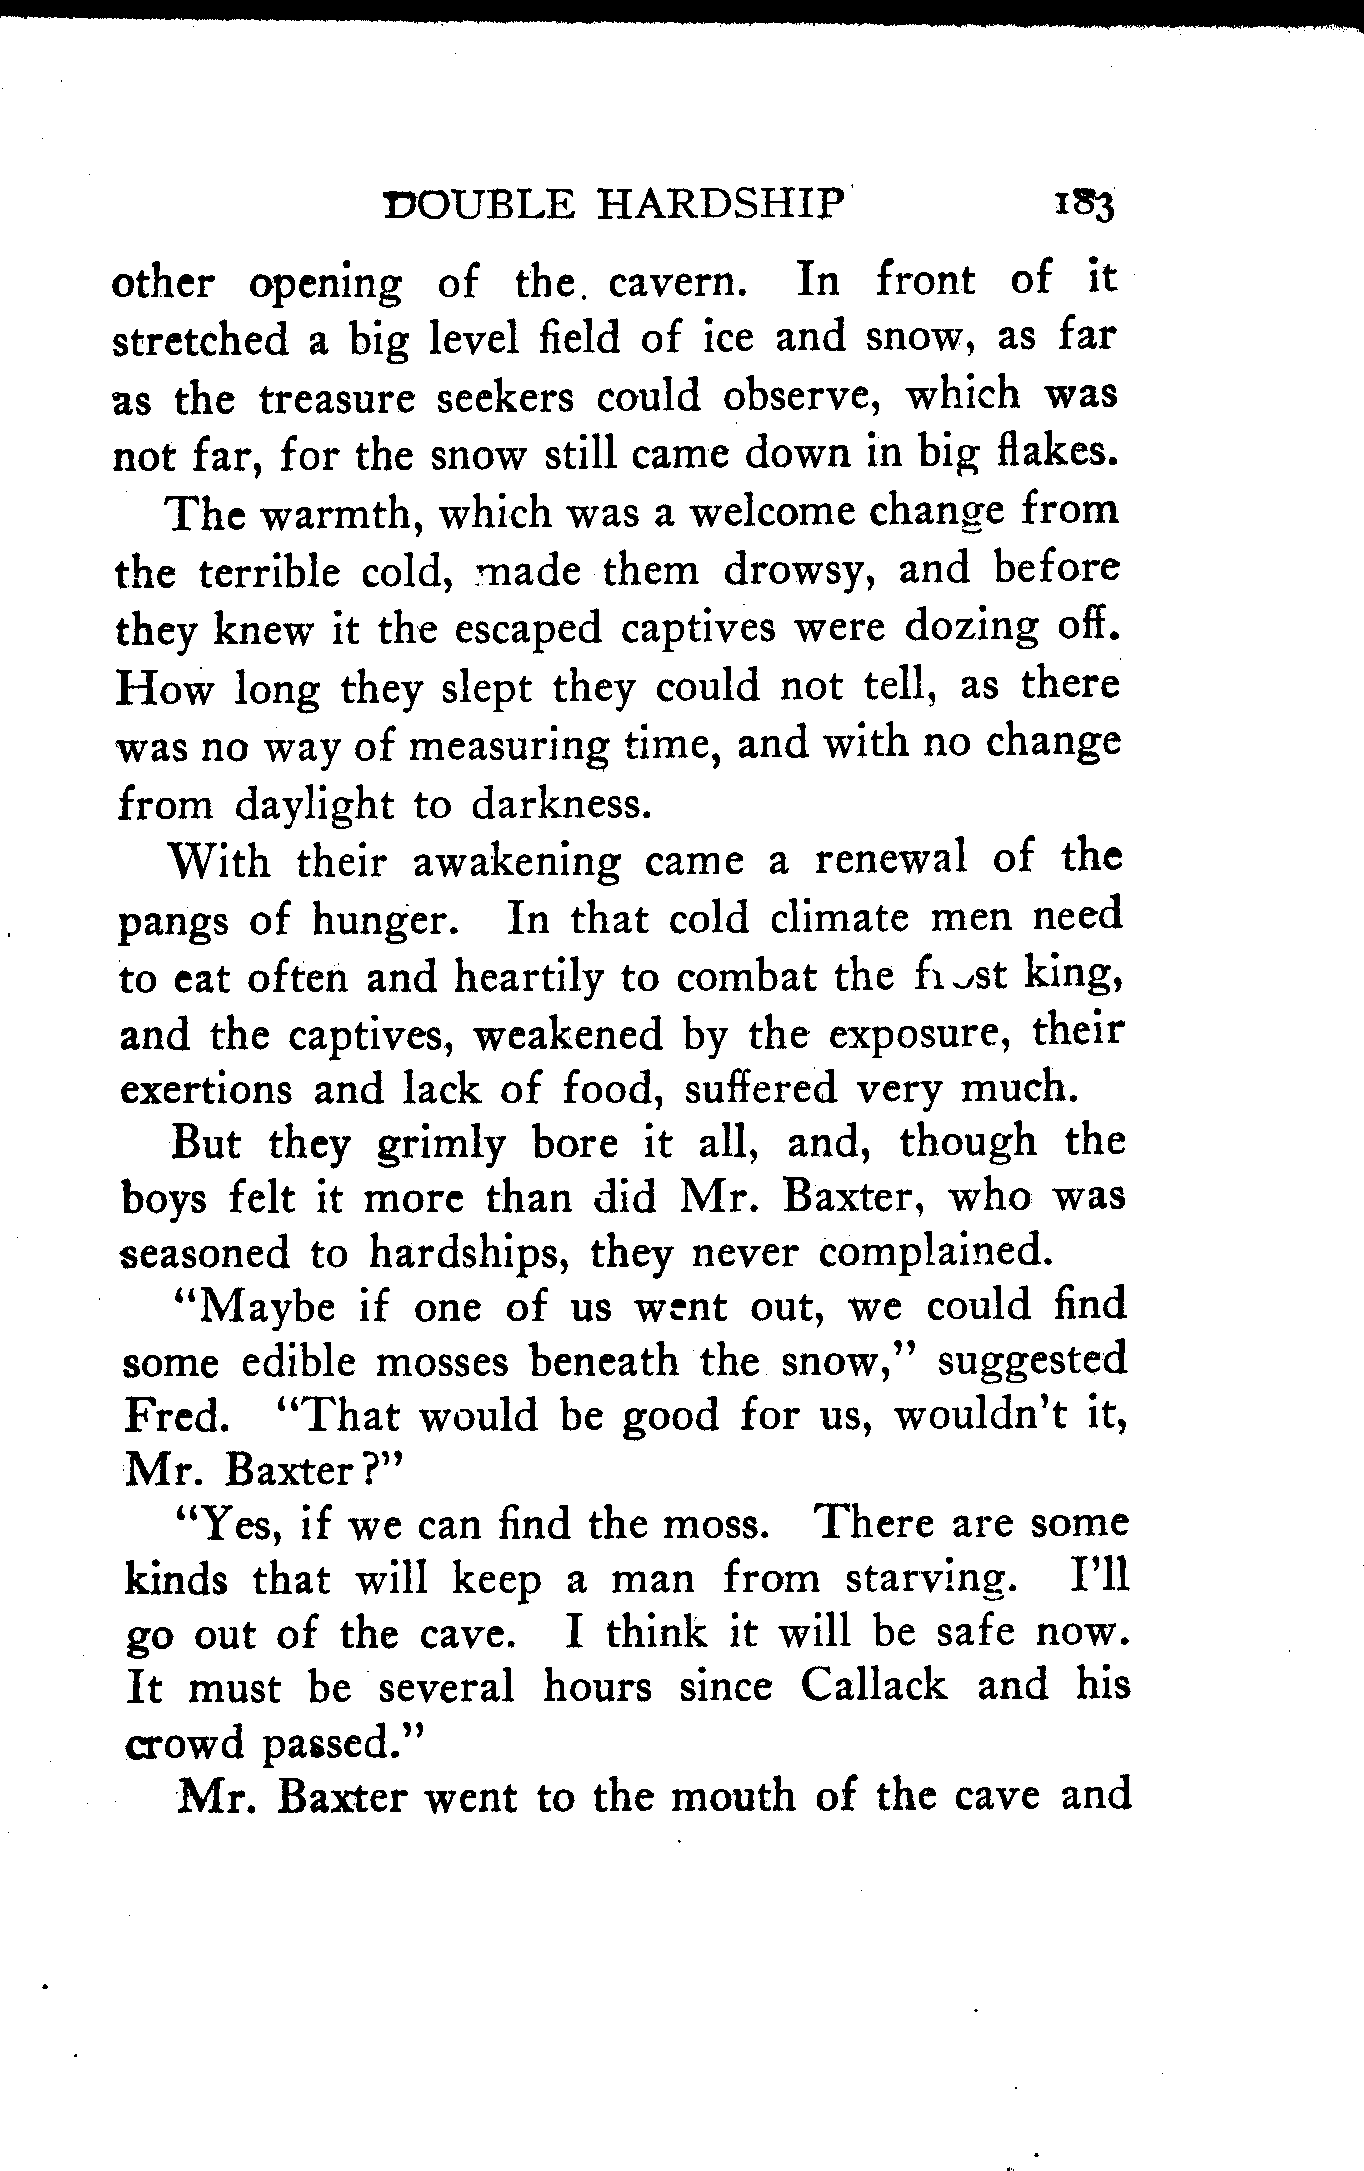 DOUBLE HARDSHIP 183
other opening of the cavern. In front of it
stretched a big level field of ice and snow, as far
as the treasure seekers could observe, which was
not far, for the snow still came down in big flakes.
The warmth, which was a welcome change from
the terrible cold, made them drowsy, and before
they knew it the escaped captives were dozing off.
How long they slept they could not tell, as there
was no way of measuring time, and with no change
from daylight to darkness.
With their awakening came a renewal of the
pangs of hunger. In that cold climate men need
to eat often and heartily to combat the frost king,
and the captives, weakened by the exposure, their
exertions and lack of food, suffered very much.
But they grimly bore it all, and, though the
boys felt it more than did Mr. Baxter, who was
seasoned to hardships, they never complained.
"Maybe if one of us went out, we could find
some edible mosses beneath the snow," suggested
Fred. "That would be good for us, wouldn't it,
Mr. Baxter?"
"Yes, if we can find the moss. There are some
kinds that will keep a man from starving. I'll
go out of the cave. I think it will be safe now.
It must be several hours since Callack and his
crowd passed."
Mr. Baxter went to the mouth of the cave and